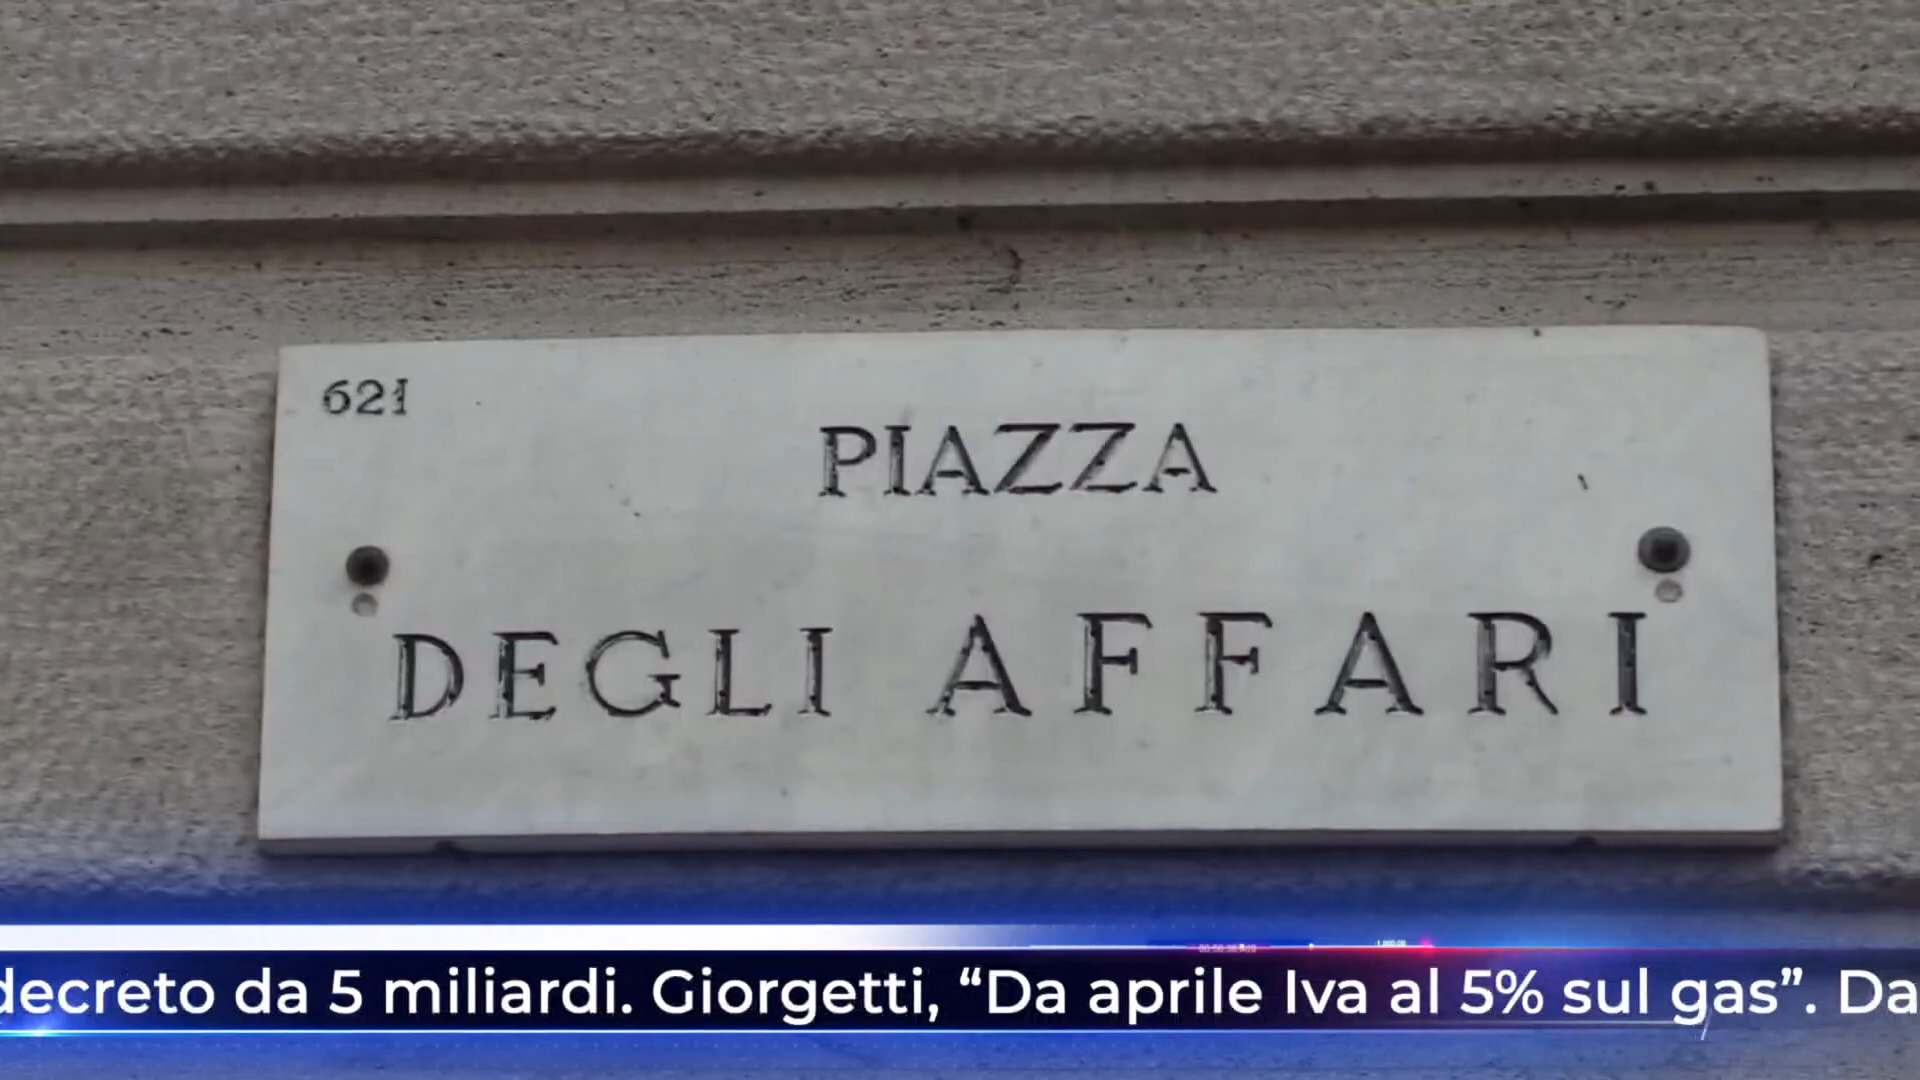 621
PIAZZA
DEGLI AFFARI
decreto da 5 miliardi. Giorgetti, “Da aprile Iva al 5% sul gas”. Da